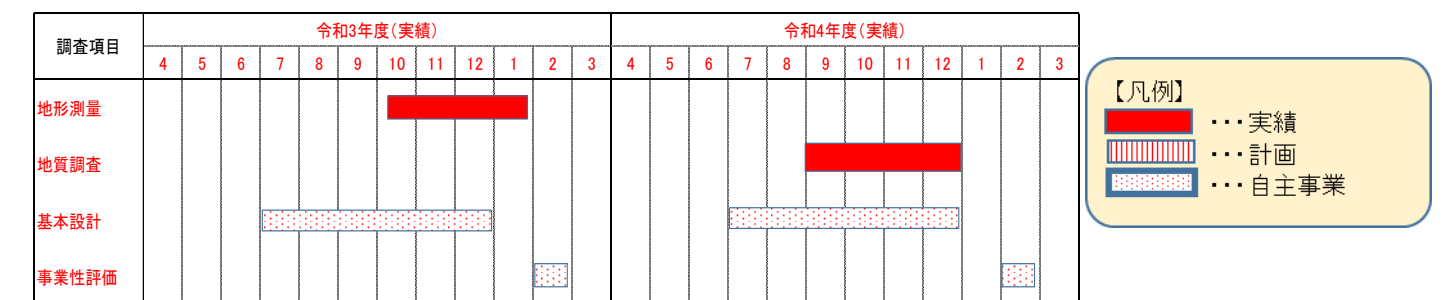 調査項目 令和3年度(実績) 令和4年度(実績)
4 5 6 7 8 9 10 11 12 1 2 3 4 5 6 7 8 9 10 11 12 1 2 3
地形測量
地質調査
基本設計
事業性評価
【凡例】
・・・実績
・・・計画
・・・自主事業